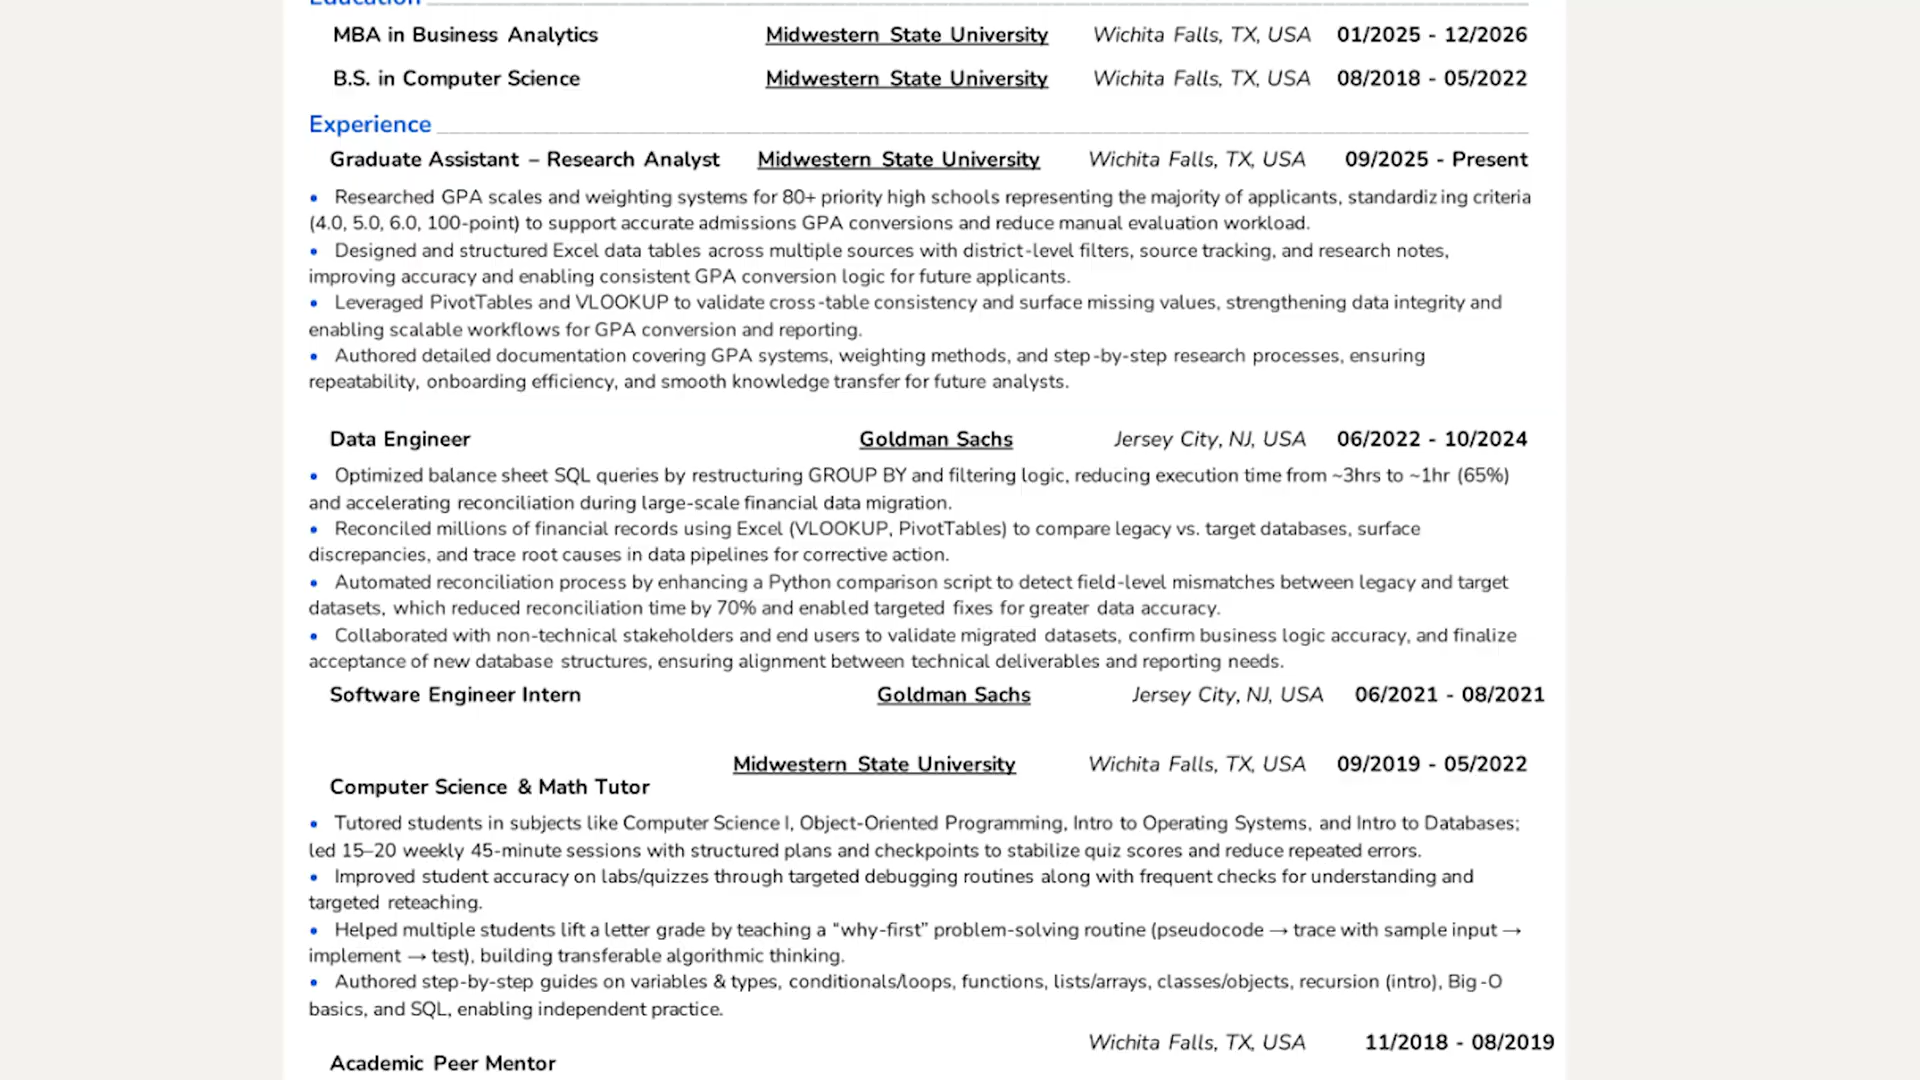 Education
MBA in Business Analytics Midwestern State University Wichita Falls, TX, USA 01/2025 - 12/2026
B.S. in Computer Science Midwestern State University Wichita Falls, TX, USA 08/2018 - 05/2022
Experience
Graduate Assistant – Research Analyst Midwestern State University Wichita Falls, TX, USA 09/2025 - Present
• Researched GPA scales and weighting systems for 80+ priority high schools representing the majority of applicants, standardizing criteria
(4.0, 5.0, 6.0, 100-point) to support accurate admissions GPA conversions and reduce manual evaluation workload.
• Designed and structured Excel data tables across multiple sources with district-level filters, source tracking, and research notes,
improving accuracy and enabling consistent GPA conversion logic for future applicants.
• Leveraged PivotTables and VLOOKUP to validate cross-table consistency and surface missing values, strengthening data integrity and
enabling scalable workflows for GPA conversion and reporting.
• Authored detailed documentation covering GPA systems, weighting methods, and step-by-step research processes, ensuring
repeatability, onboarding efficiency, and smooth knowledge transfer for future analysts.
Data Engineer Goldman Sachs Jersey City, NJ, USA 06/2022 - 10/2024
• Optimized balance sheet SQL queries by restructuring GROUP BY and filtering logic, reducing execution time from ~3hrs to ~1hr (65%)
and accelerating reconciliation during large-scale financial data migration.
• Reconciled millions of financial records using Excel (VLOOKUP, PivotTables) to compare legacy vs. target databases, surface
discrepancies, and trace root causes in data pipelines for corrective action.
• Automated reconciliation process by enhancing a Python comparison script to detect field-level mismatches between legacy and target
datasets, which reduced reconciliation time by 70% and enabled targeted fixes for greater data accuracy.
• Collaborated with non-technical stakeholders and end users to validate migrated datasets, confirm business logic accuracy, and finalize
acceptance of new database structures, ensuring alignment between technical deliverables and reporting needs.
Software Engineer Intern Goldman Sachs Jersey City, NJ, USA 06/2021 - 08/2021
Midwestern State University Wichita Falls, TX, USA 09/2019 - 05/2022
Computer Science & Math Tutor
• Tutored students in subjects like Computer Science I, Object-Oriented Programming, Intro to Operating Systems, and Intro to Databases;
led 15–20 weekly 45-minute sessions with structured plans and checkpoints to stabilize quiz scores and reduce repeated errors.
• Improved student accuracy on labs/quizzes through targeted debugging routines along with frequent checks for understanding and
targeted reteaching.
• Helped multiple students lift a letter grade by teaching a “why-first” problem-solving routine (pseudocode → trace with sample input →
implement → test), building transferable algorithmic thinking.
• Authored step-by-step guides on variables & types, conditionals/loops, functions, lists/arrays, classes/objects, recursion (intro), Big-O
basics, and SQL, enabling independent practice.
Wichita Falls, TX, USA 11/2018 - 08/2019
Academic Peer Mentor